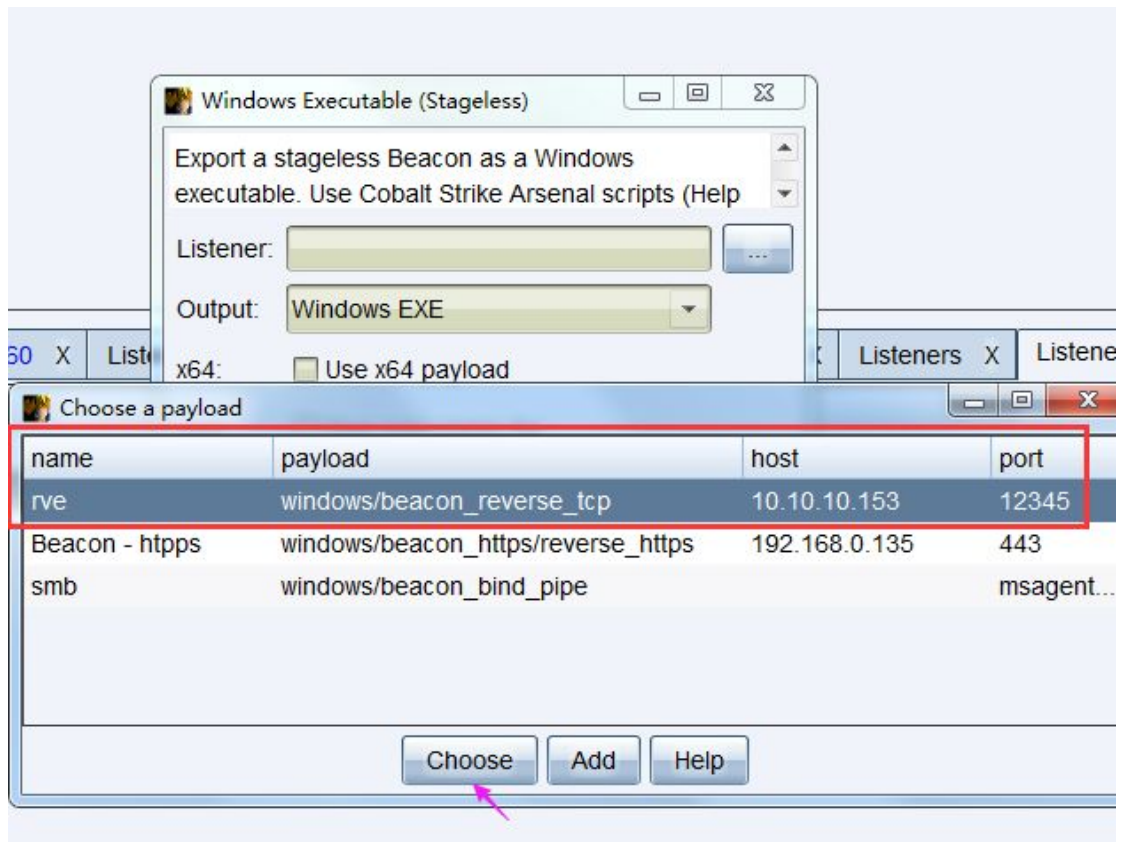 Windows Executable (Stageless)
Export a stageless Beacon as a Windows
executable. Use Cobalt Strike Arsenal scripts (Help
Listener:
...
Output: Windows EXE
60 X Liste Listeners X Listene
x64: Use x64 payload
Choose a payload
name payload host port
rve windows/beacon_reverse_tcp 10.10.10.153 12345
Beacon - htpps windows/beacon_https/reverse_https 192.168.0.135 443
smb windows/beacon_bind_pipe msagent...
Choose Add Help